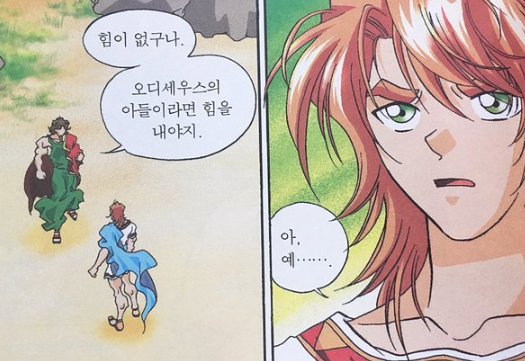 힘이 없구나.
오디세우스의
아들이라면 힘을
내야지.
아,
예…….